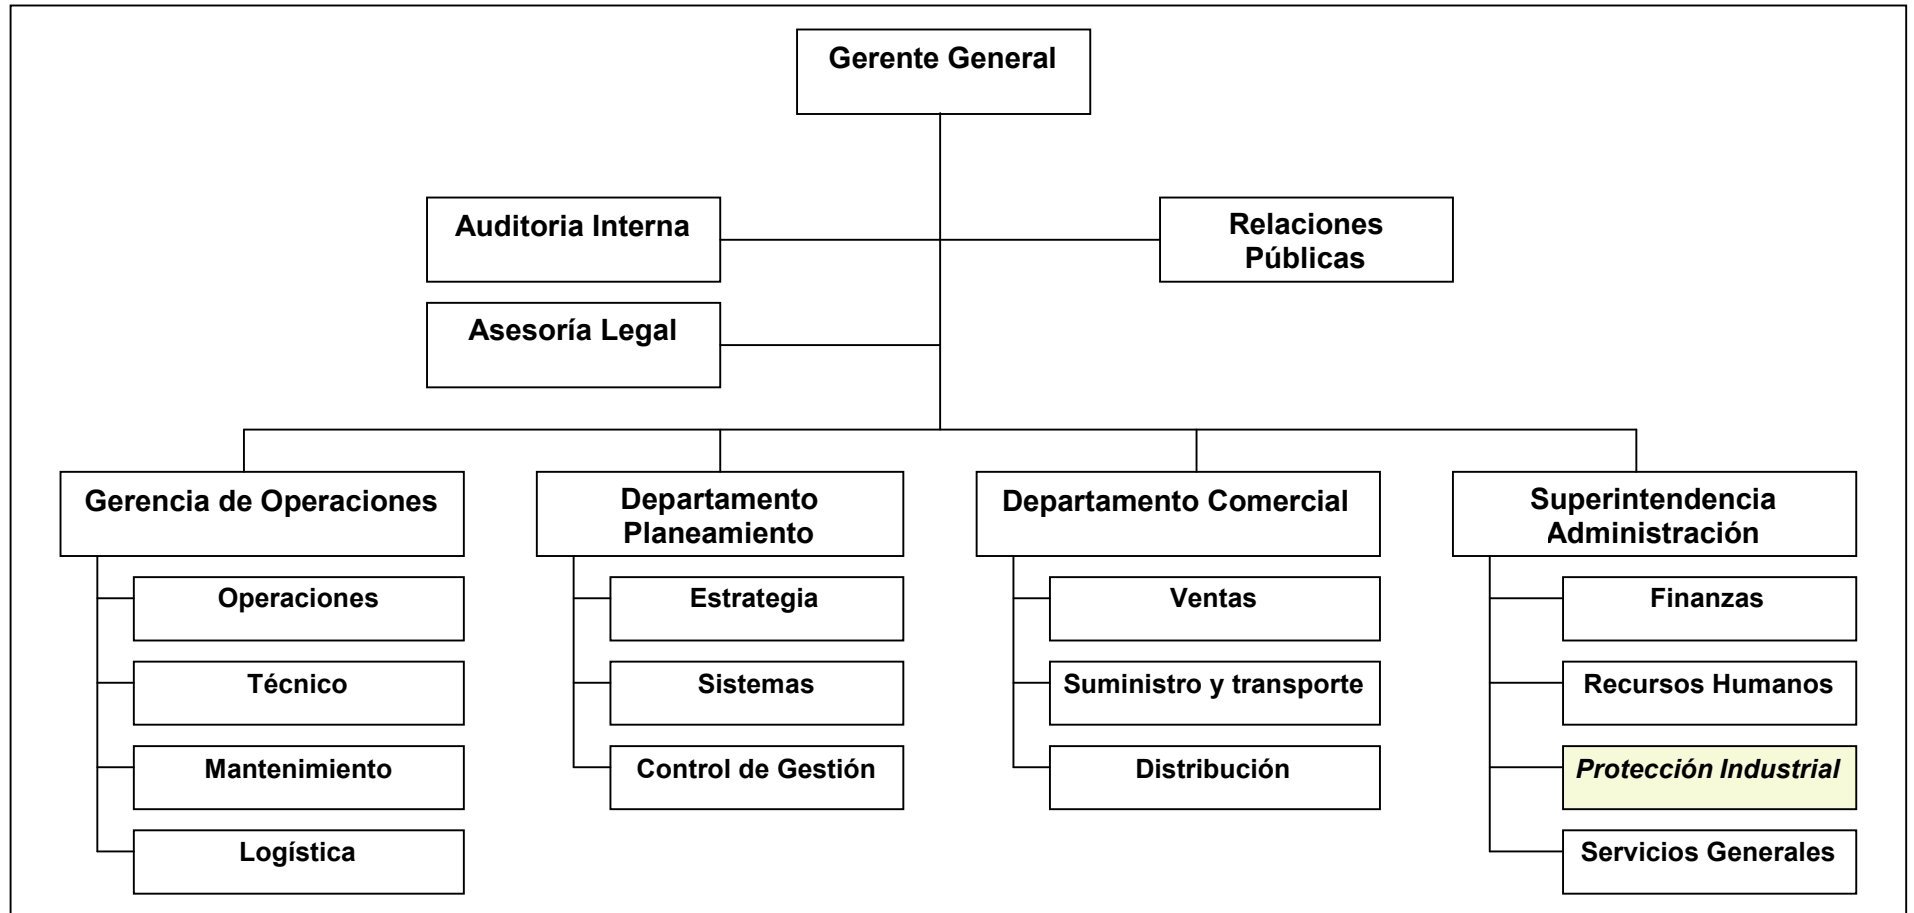 Gerente General
Auditoria Interna
Relaciones
Públicas
Asesoría Legal
Gerencia de Operaciones
Operaciones
Técnico
Mantenimiento
Logística
Departamento
Planeamiento
Estrategia
Sistemas
Control de Gestión
Departamento Comercial
Ventas
Suministro y transporte
Distribución
Superintendencia
Administración
Finanzas
Recursos Humanos
Protección Industrial
Servicios Generales